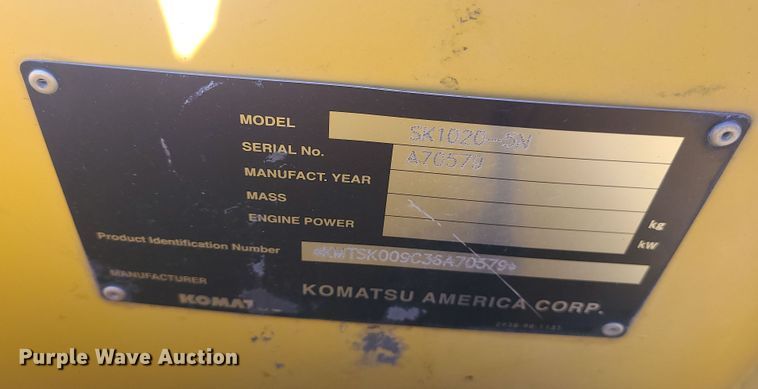 MODEL SK1020-5N
SERIAL No. A70579
MANUFACT. YEAR
MASS kg
ENGINE POWER kW
Product Identification Number *KMTSK009C36A70579*
MANUFACTURER KOMATSU AMERICA CORP.
KOMAT
Purple Wave Auction